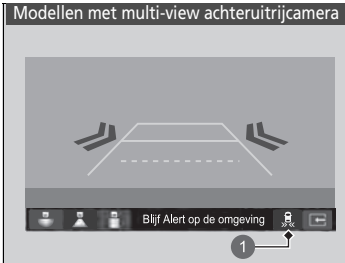 Modellen met multi-view achteruitrijcamera
Blijf Alert op de omgeving
1